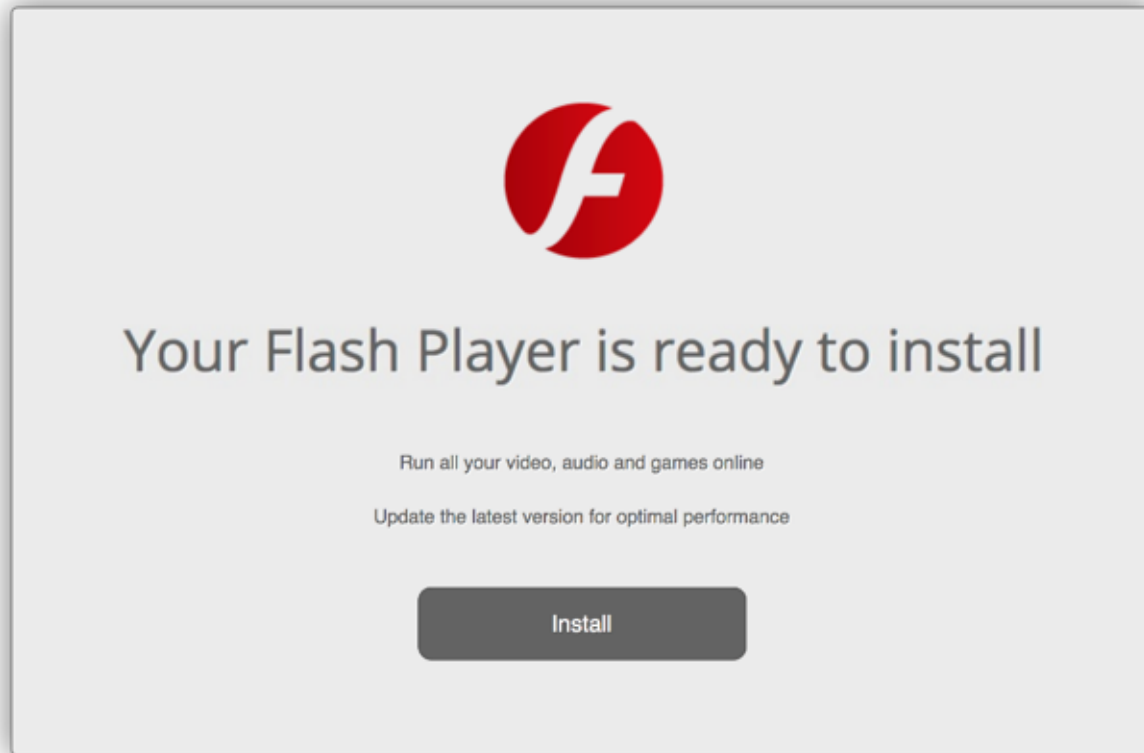 Your Flash Player is ready to install
Run all your video, audio and games online
Update the latest version for optimal performance
Install